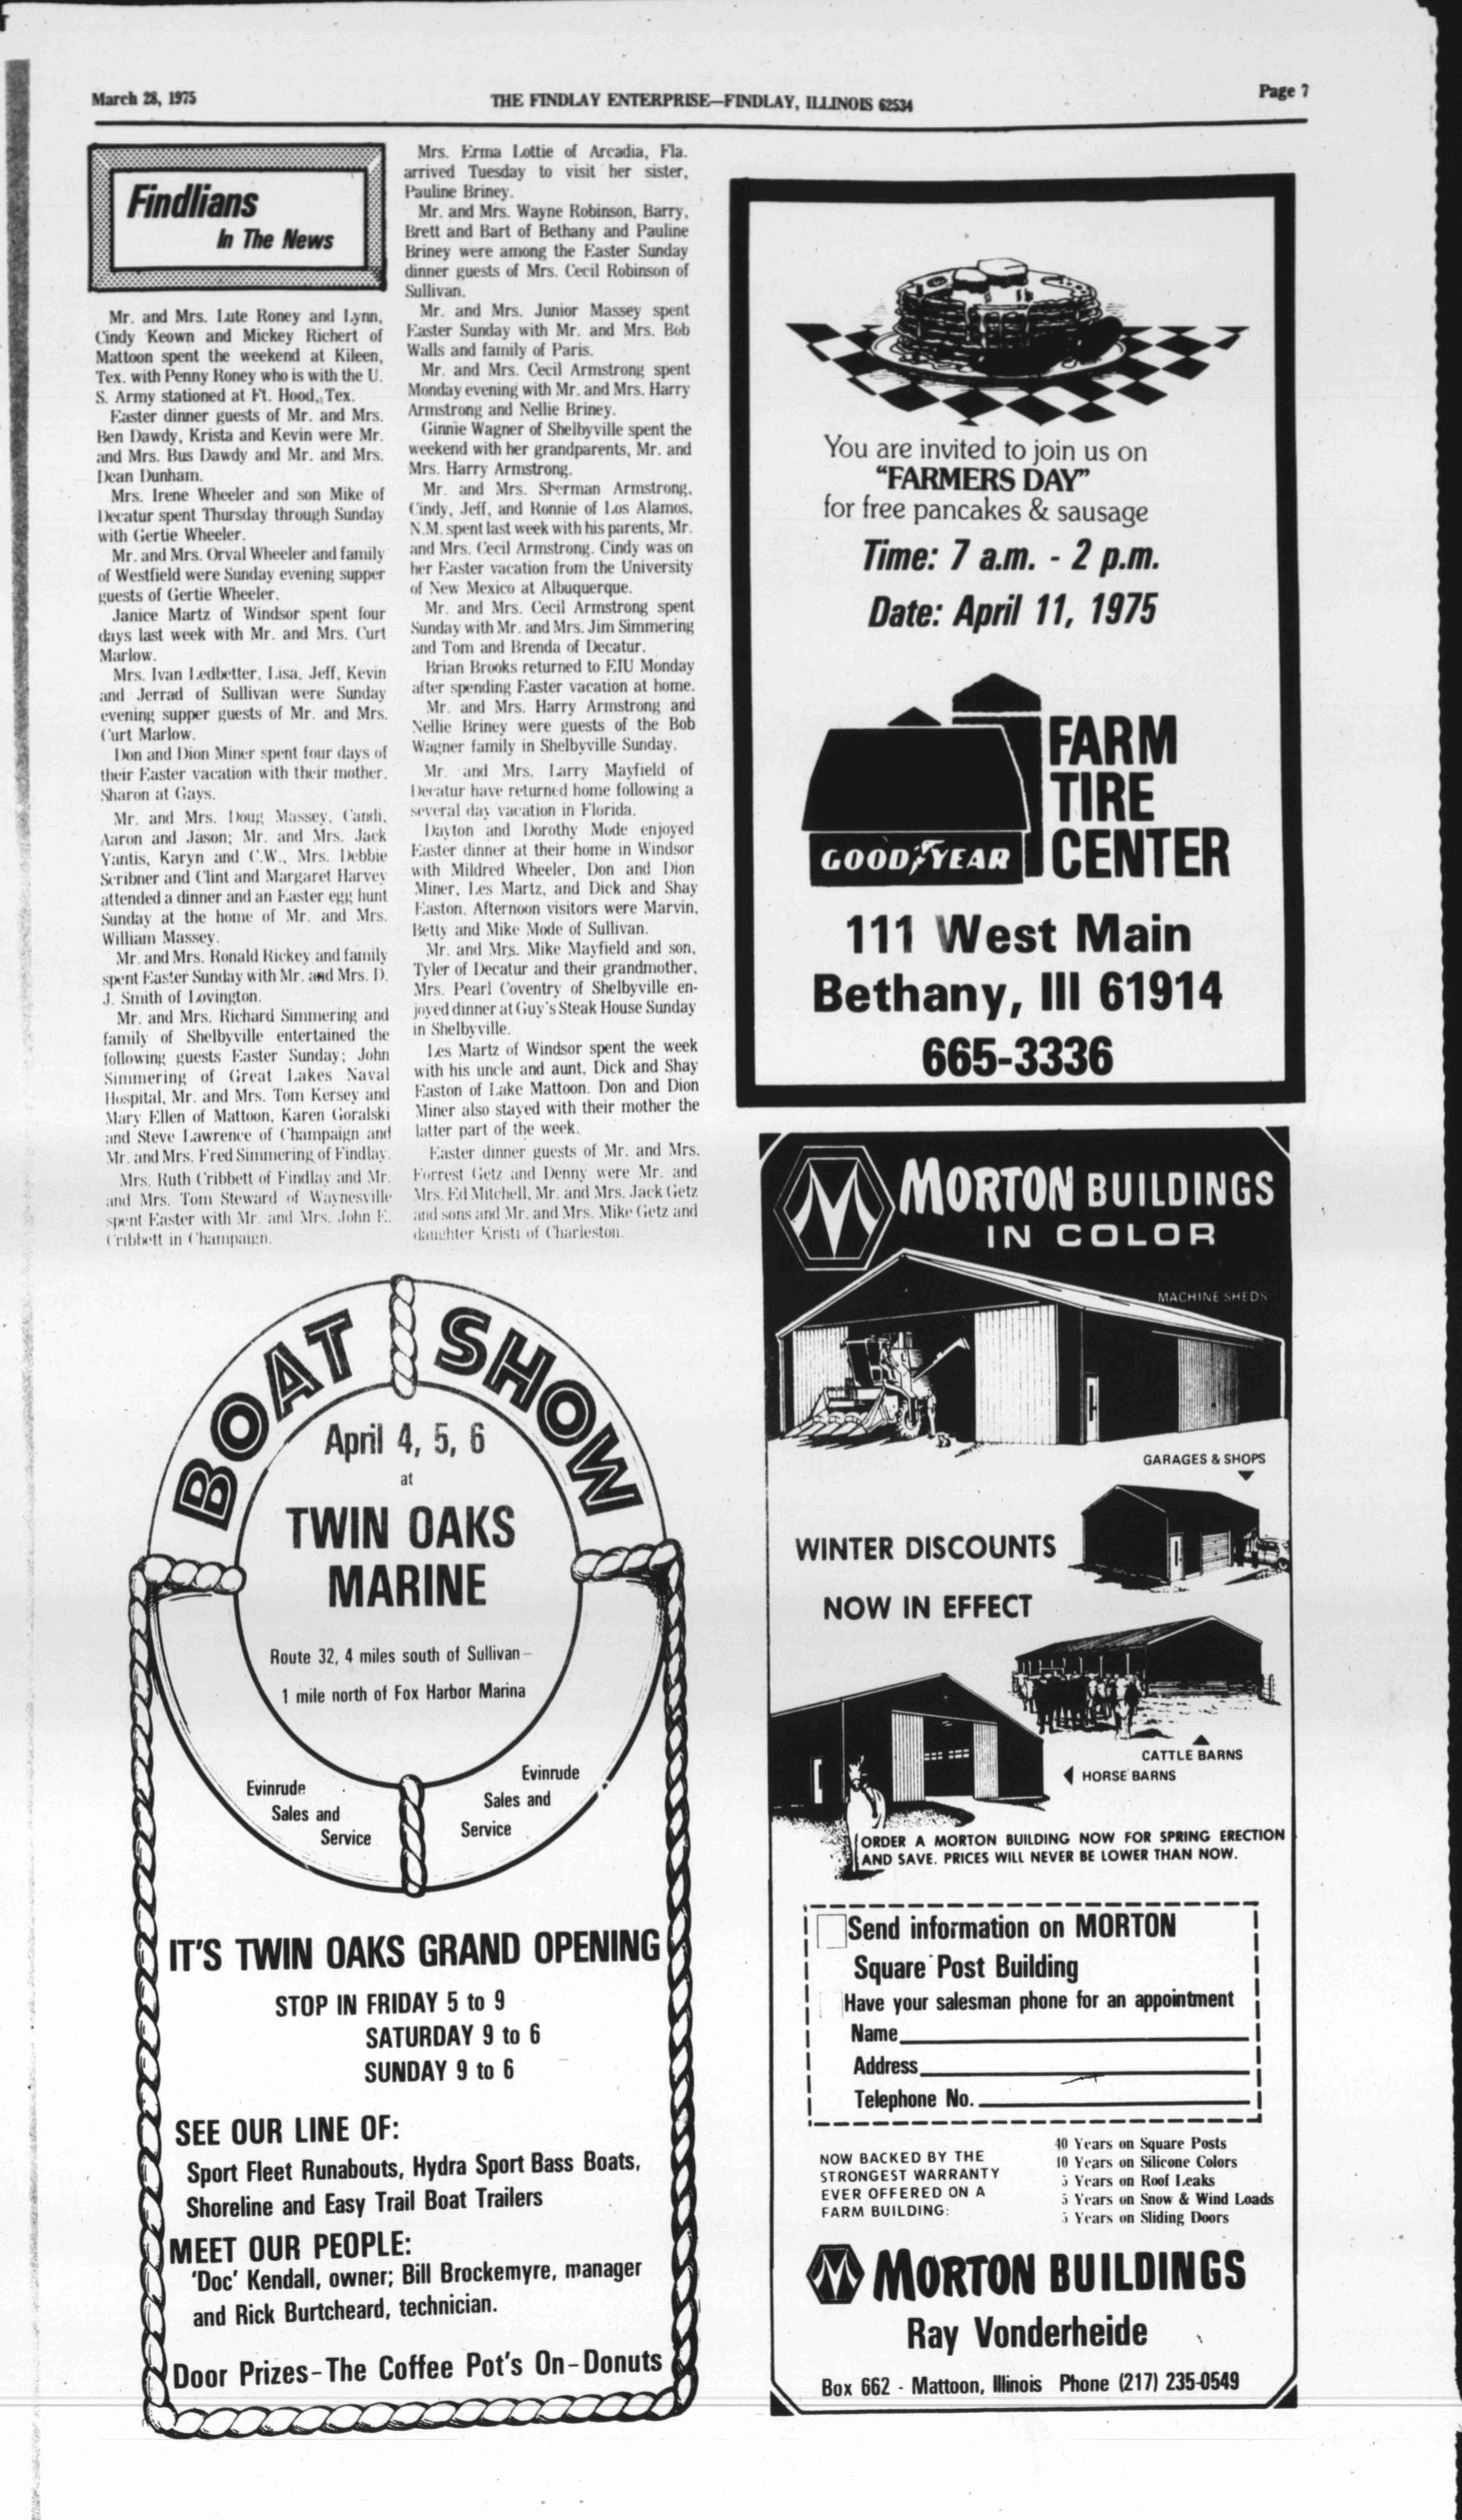 March 28, 1975
THE FINDLAY ENTERPRISE—FINDLAY, ILLINOIS 62534
Page 7
Findlians
In The News
Mr. and Mrs. Lute Roney and Lynn,
Cindy Keown and Mickey Richert of
Mattoon spent the weekend at Kileen,
Tex. with Penny Roney who is with the U.
S. Army stationed at Ft. Hood, Tex.
Easter dinner guests of Mr. and Mrs.
Ben Dawdy, Krista and Kevin were Mr.
and Mrs. Bus Dawdy and Mr. and Mrs.
Dean Dunham.
Mrs. Irene Wheeler and son Mike of
Decatur spent Thursday through Sunday
with Gertie Wheeler.
Mr. and Mrs. Orval Wheeler and family
of Westfield were Sunday evening supper
guests of Gertie Wheeler.
Janice Martz of Windsor spent four
days last week with Mr. and Mrs. Curt
Marlow.
Mrs. Ivan Ledbetter, Lisa, Jeff, Kevin
and Jerrad of Sullivan were Sunday
evening supper guests of Mr. and Mrs.
Curt Marlow.
Don and Dion Miner spent four days of
their Easter vacation with their mother,
Sharon at Gays.
Mr. and Mrs. Doug Massey, Candi,
Aaron and Jason; Mr. and Mrs. Jack
Yantis, Karyn and C.W., Mrs. Debbie
Scribner and Clint and Margaret Harvey
attended a dinner and an Easter egg hunt
Sunday at the home of Mr. and Mrs.
William Massey.
Mr. and Mrs. Ronald Rickey and family
spent Easter Sunday with Mr. and Mrs. D.
J. Smith of Lovington.
Mr. and Mrs. Richard Simmering and
family of Shelbyville entertained the
following guests Easter Sunday; John
Simmering of Great Lakes Naval
Hospital, Mr. and Mrs. Tom Kersey and
Mary Ellen of Mattoon, Karen Goralski
and Steve Lawrence of Champaign and
Mr. and Mrs. Fred Simmering of Findlay.
Mrs. Ruth Cribbett of Findlay and Mr.
and Mrs. Tom Steward of Waynesville
spent Easter with Mr. and Mrs. John E.
Cribbett in Champaign.
Mrs. Erma Lottie of Arcadia, Fla.
arrived Tuesday to visit her sister,
Pauline Briney.
Mr. and Mrs. Wayne Robinson, Barry,
Brett and Bart of Bethany and Pauline
Briney were among the Easter Sunday
dinner guests of Mrs. Cecil Robinson of
Sullivan.
Mr. and Mrs. Junior Massey spent
Easter Sunday with Mr. and Mrs. Bob
Walls and family of Paris.
Mr. and Mrs. Cecil Armstrong spent
Monday evening with Mr. and Mrs. Harry
Armstrong and Nellie Briney.
Ginnie Wagner of Shelbyville spent the
weekend with her grandparents, Mr. and
Mrs. Harry Armstrong.
Mr. and Mrs. Sherman Armstrong,
Cindy, Jeff, and Ronnie of Los Alamos,
N.M. spent last week with his parents, Mr.
and Mrs. Cecil Armstrong. Cindy was on
her Easter vacation from the University
of New Mexico at Albuquerque.
Mr. and Mrs. Cecil Armstrong spent
Sunday with Mr. and Mrs. Jim Simmering
and Tom and Brenda of Decatur.
Brian Brooks returned to EIU Monday
after spending Easter vacation at home.
Mr. and Mrs. Harry Armstrong and
Nellie Briney were guests of the Bob
Wagner family in Shelbyville Sunday.
Mr. and Mrs. Larry Mayfield of
Decatur have returned home following a
several day vacation in Florida.
Dayton and Dorothy Mode enjoyed
Easter dinner at their home in Windsor
with Mildred Wheeler, Don and Dion
Miner, Les Martz, and Dick and Shay
Easton. Afternoon visitors were Marvin,
Betty and Mike Mode of Sullivan.
Mr. and Mrs. Mike Mayfield and son,
Tyler of Decatur and their grandmother,
Mrs. Pearl Coventry of Shelbyville en-
joyed dinner at Guy's Steak House Sunday
in Shelbyville.
Les Martz of Windsor spent the week
with his uncle and aunt, Dick and Shay
Easton of Lake Mattoon. Don and Dion
Miner also stayed with their mother the
latter part of the week.
Easter dinner guests of Mr. and Mrs.
Forrest Getz and Denny were Mr. and
Mrs. Ed Mitchell, Mr. and Mrs. Jack Getz
and sons and Mr. and Mrs. Mike Getz and
daughter Kristi of Charleston.
You are invited to join us on
“FARMERS DAY”
for free pancakes & sausage
Time: 7 a.m. - 2 p.m.
Date: April 11, 1975
GOODYEAR
FARM
TIRE
CENTER
111 West Main
Bethany, Ill 61914
665-3336
BOAT SHOW
April 4, 5, 6
at
TWIN OAKS
MARINE
Route 32, 4 miles south of Sullivan-
1 mile north of Fox Harbor Marina
Evinrude
Sales and
Service
Evinrude
Sales and
Service
IT'S TWIN OAKS GRAND OPENING
STOP IN FRIDAY 5 to 9
SATURDAY 9 to 6
SUNDAY 9 to 6
SEE OUR LINE OF:
Sport Fleet Runabouts, Hydra Sport Bass Boats,
Shoreline and Easy Trail Boat Trailers
MEET OUR PEOPLE:
'Doc' Kendall, owner; Bill Brockemyre, manager
and Rick Burtcheard, technician.
Door Prizes-The Coffee Pot's On-Donuts
MORTON BUILDINGS
IN COLOR
MACHINE SHEDS
GARAGES & SHOPS
WINTER DISCOUNTS
NOW IN EFFECT
CATTLE BARNS
HORSE BARNS
ORDER A MORTON BUILDING NOW FOR SPRING ERECTION
AND SAVE. PRICES WILL NEVER BE LOWER THAN NOW.
Send information on MORTON
Square Post Building
Have your salesman phone for an appointment
Name
Address
Telephone No.
NOW BACKED BY THE
STRONGEST WARRANTY
EVER OFFERED ON A
FARM BUILDING:
40 Years on Square Posts
10 Years on Silicone Colors
5 Years on Roof Leaks
5 Years on Snow & Wind Loads
5 Years on Sliding Doors
MORTON BUILDINGS
Ray Vonderheide
Box 662 - Mattoon, Illinois Phone (217) 235-0549